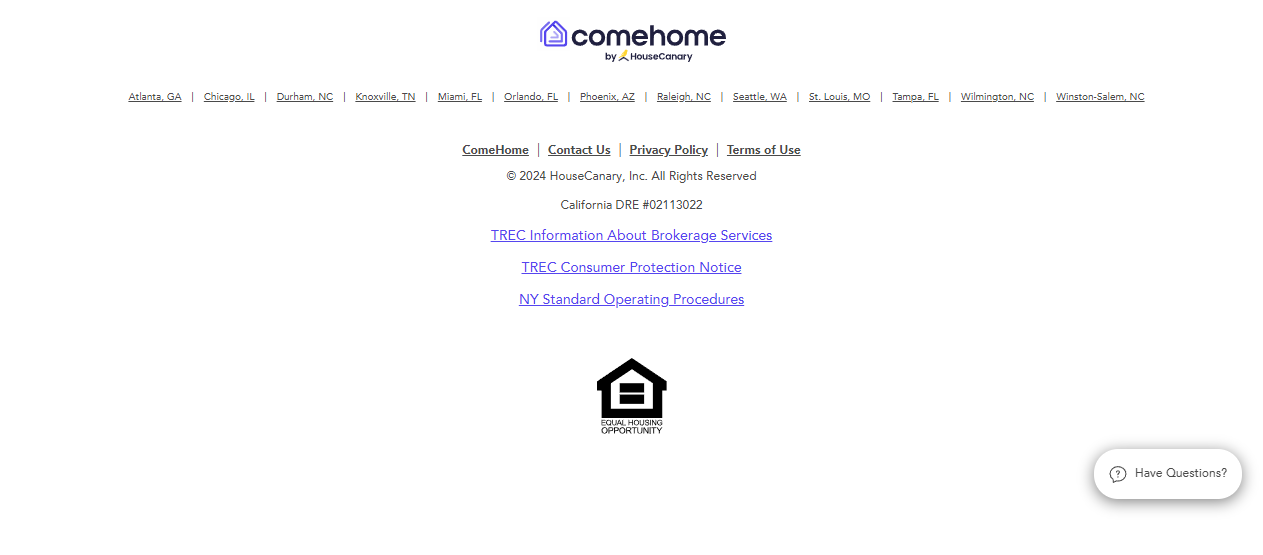 comehome
by HouseCanary
Atlanta, GA | Chicago, IL | Durham, NC | Knoxville, TN | Miami, FL | Orlando, FL | Phoenix, AZ | Raleigh, NC | Seattle, WA | St. Louis, MO | Tampa, FL | Wilmington, NC | Winston-Salem, NC
ComeHome | Contact Us | Privacy Policy | Terms of Use
© 2024 HouseCanary, Inc. All Rights Reserved
California DRE #02113022
TREC Information About Brokerage Services
TREC Consumer Protection Notice
NY Standard Operating Procedures
EQUAL HOUSING
OPPORTUNITY
Have Questions?